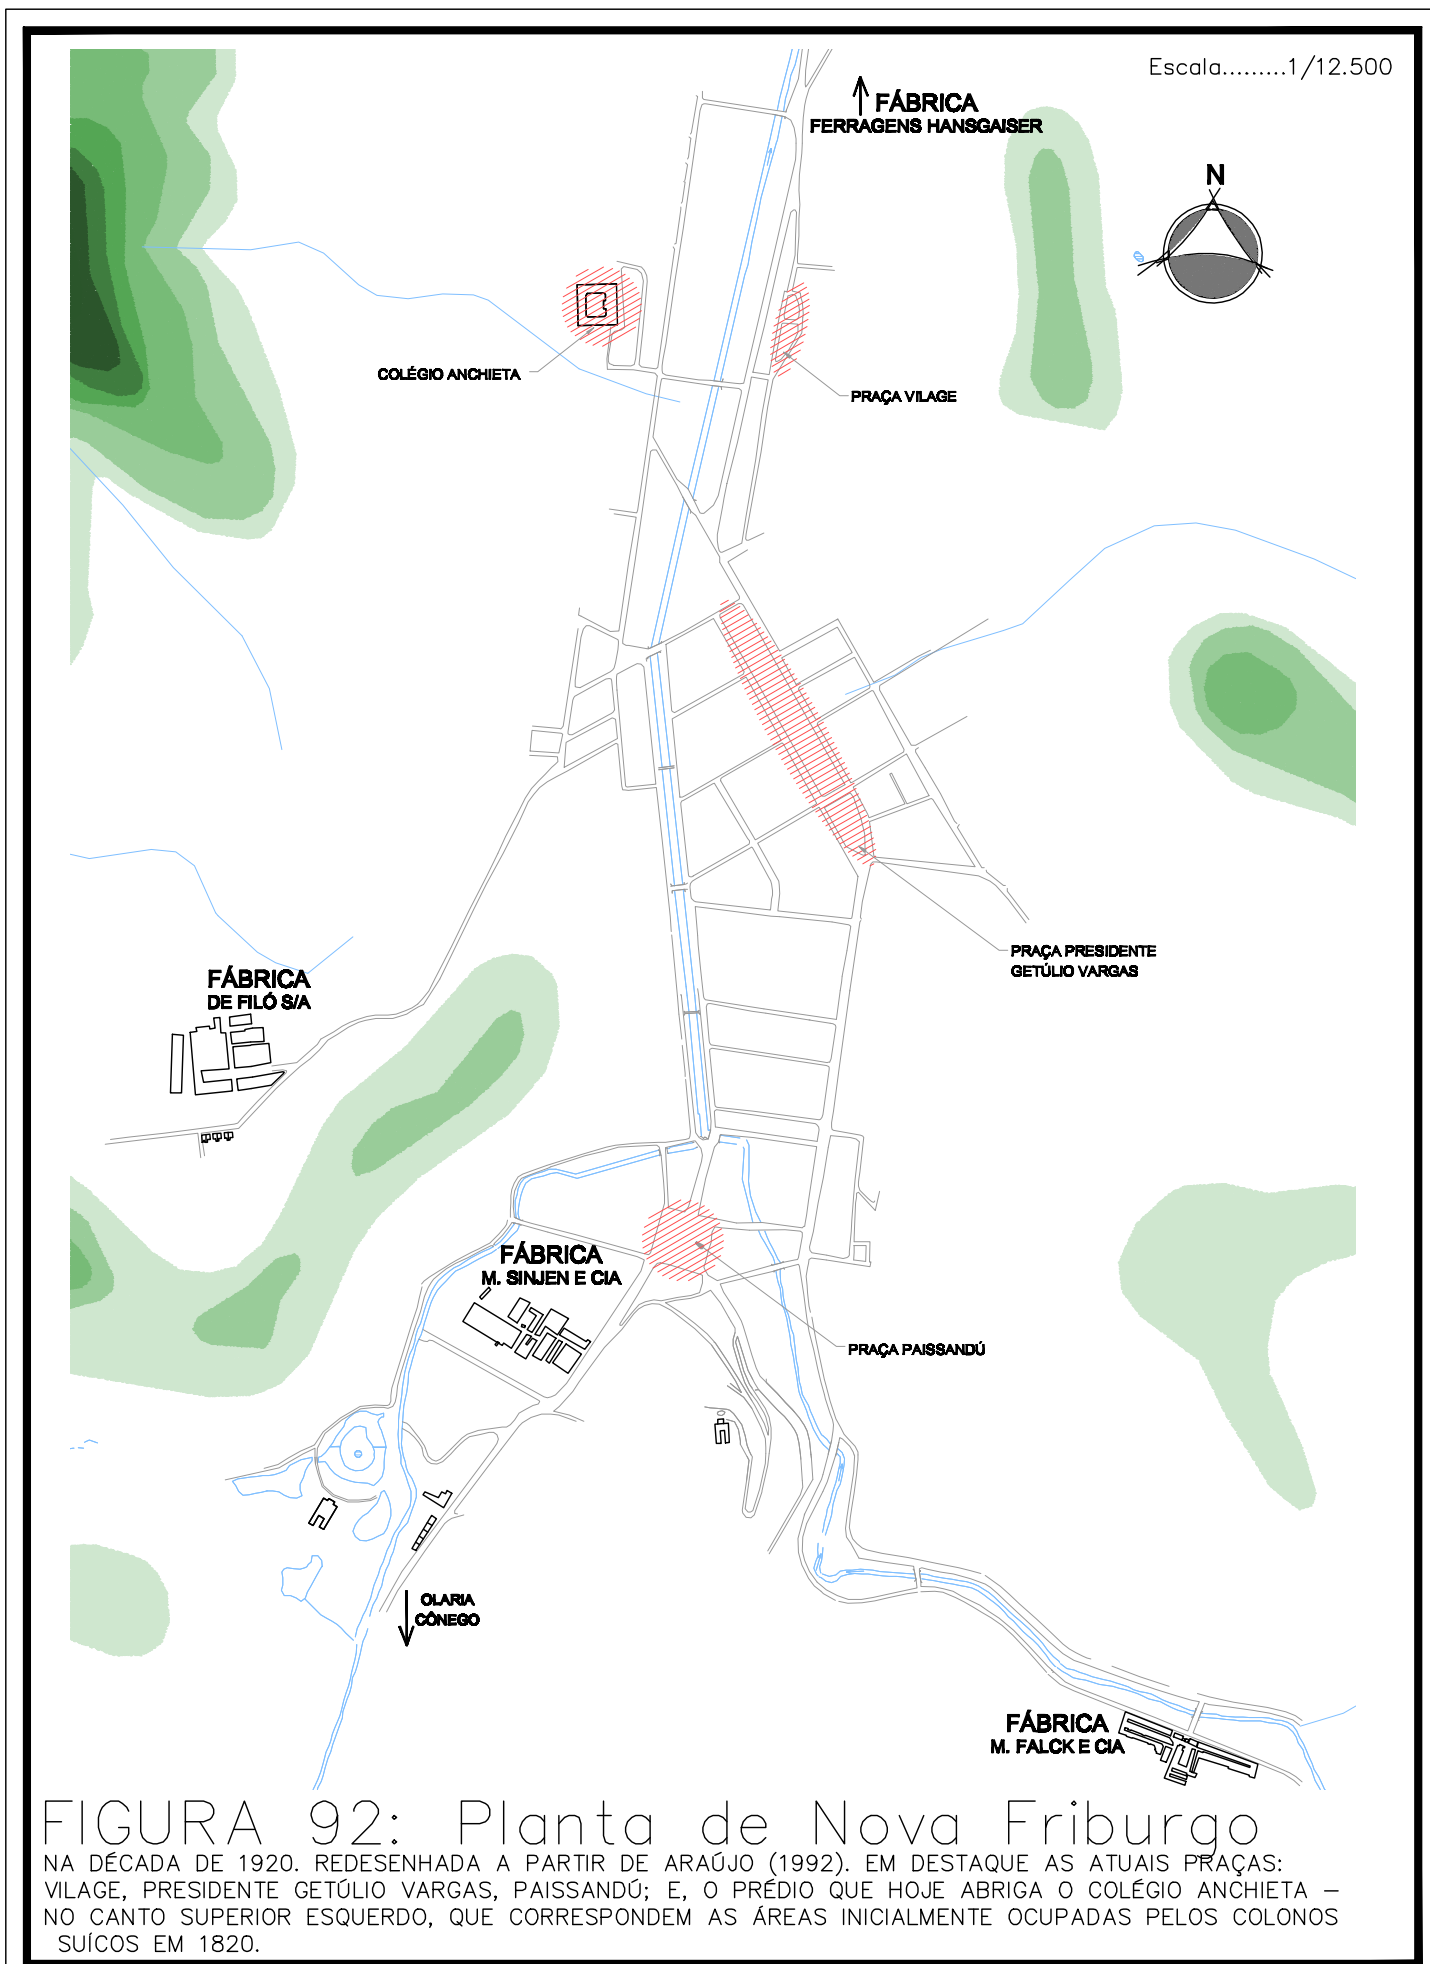 Escala.........1/12.500
FÁBRICA
FERRAGENS HANSGAISER
N
COLÉGIO ANCHIETA
PRAÇA VILAGE
PRAÇA PRESIDENTE
GETÚLIO VARGAS
FÁBRICA
DE FILÓ S/A
FÁBRICA
M. SINJEN E CIA
PRAÇA PAISSANDÚ
OLARIA
CÔNEGO
FÁBRICA
M. FALCK E CIA
FIGURA 92: Planta de Nova Friburgo
NA DÉCADA DE 1920. REDESENHADA A PARTIR DE ARAÚJO (1992). EM DESTAQUE AS ATUAIS PRAÇAS:
VILAGE, PRESIDENTE GETÚLIO VARGAS, PAISSANDÚ; E, O PRÉDIO QUE HOJE ABRIGA O COLÉGIO ANCHIETA –
NO CANTO SUPERIOR ESQUERDO, QUE CORRESPONDEM AS ÁREAS INICIALMENTE OCUPADAS PELOS COLONOS
SUÍCOS EM 1820.